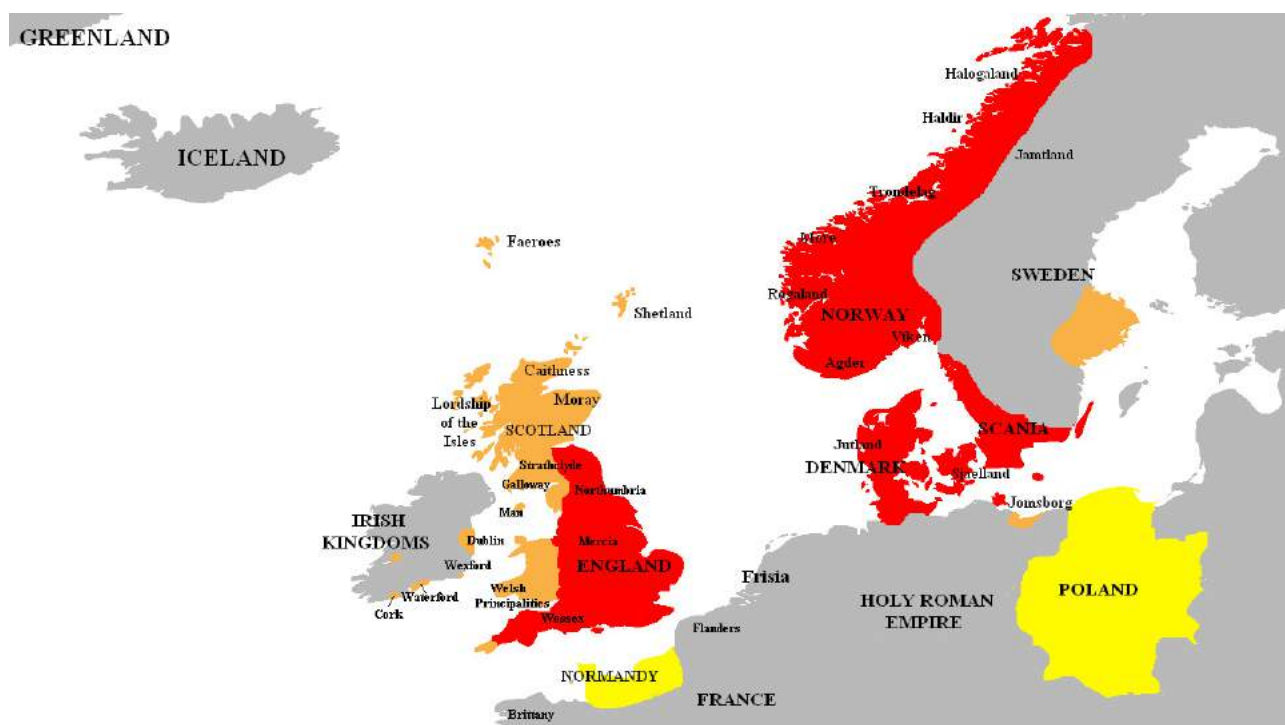 GREENLAND
ICELAND
Halogaland
Haldir
Jamtland
Trondelag
More
Faeroes
SWEDEN
Rogaland
NORWAY
Shetland
Viken
Agder
Caithness
Lordship
of the
Isles
Moray
SCOTLAND
SCANIA
Jutland
DENMARK
Strathclyde
Galloway
Northumbria
Jomsborg
Man
IRISH
KINGDOMS
Dublin
Mercia
Wexford
ENGLAND
Frisia
Welsh
Principalities
Waterford
Cork
POLAND
HOLY ROMAN
EMPIRE
Wessex
Flanders
NORMANDY
FRANCE
Brittany